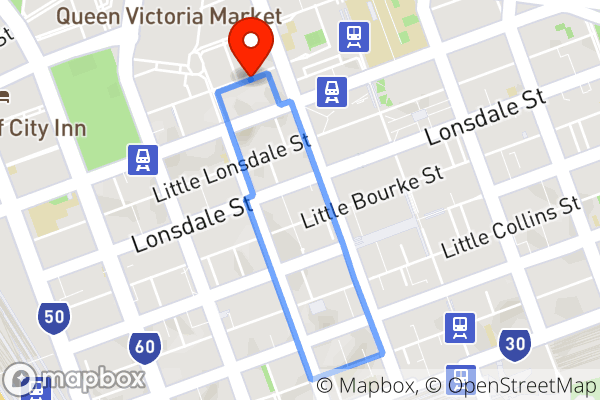 St
Queen Victoria Market
f City Inn
Lonsdale St
Little Lonsdale St
Little Bourke St
Lonsdale St
Little Collins St
50
60
30
mapbox
© Mapbox, © OpenStreetMap